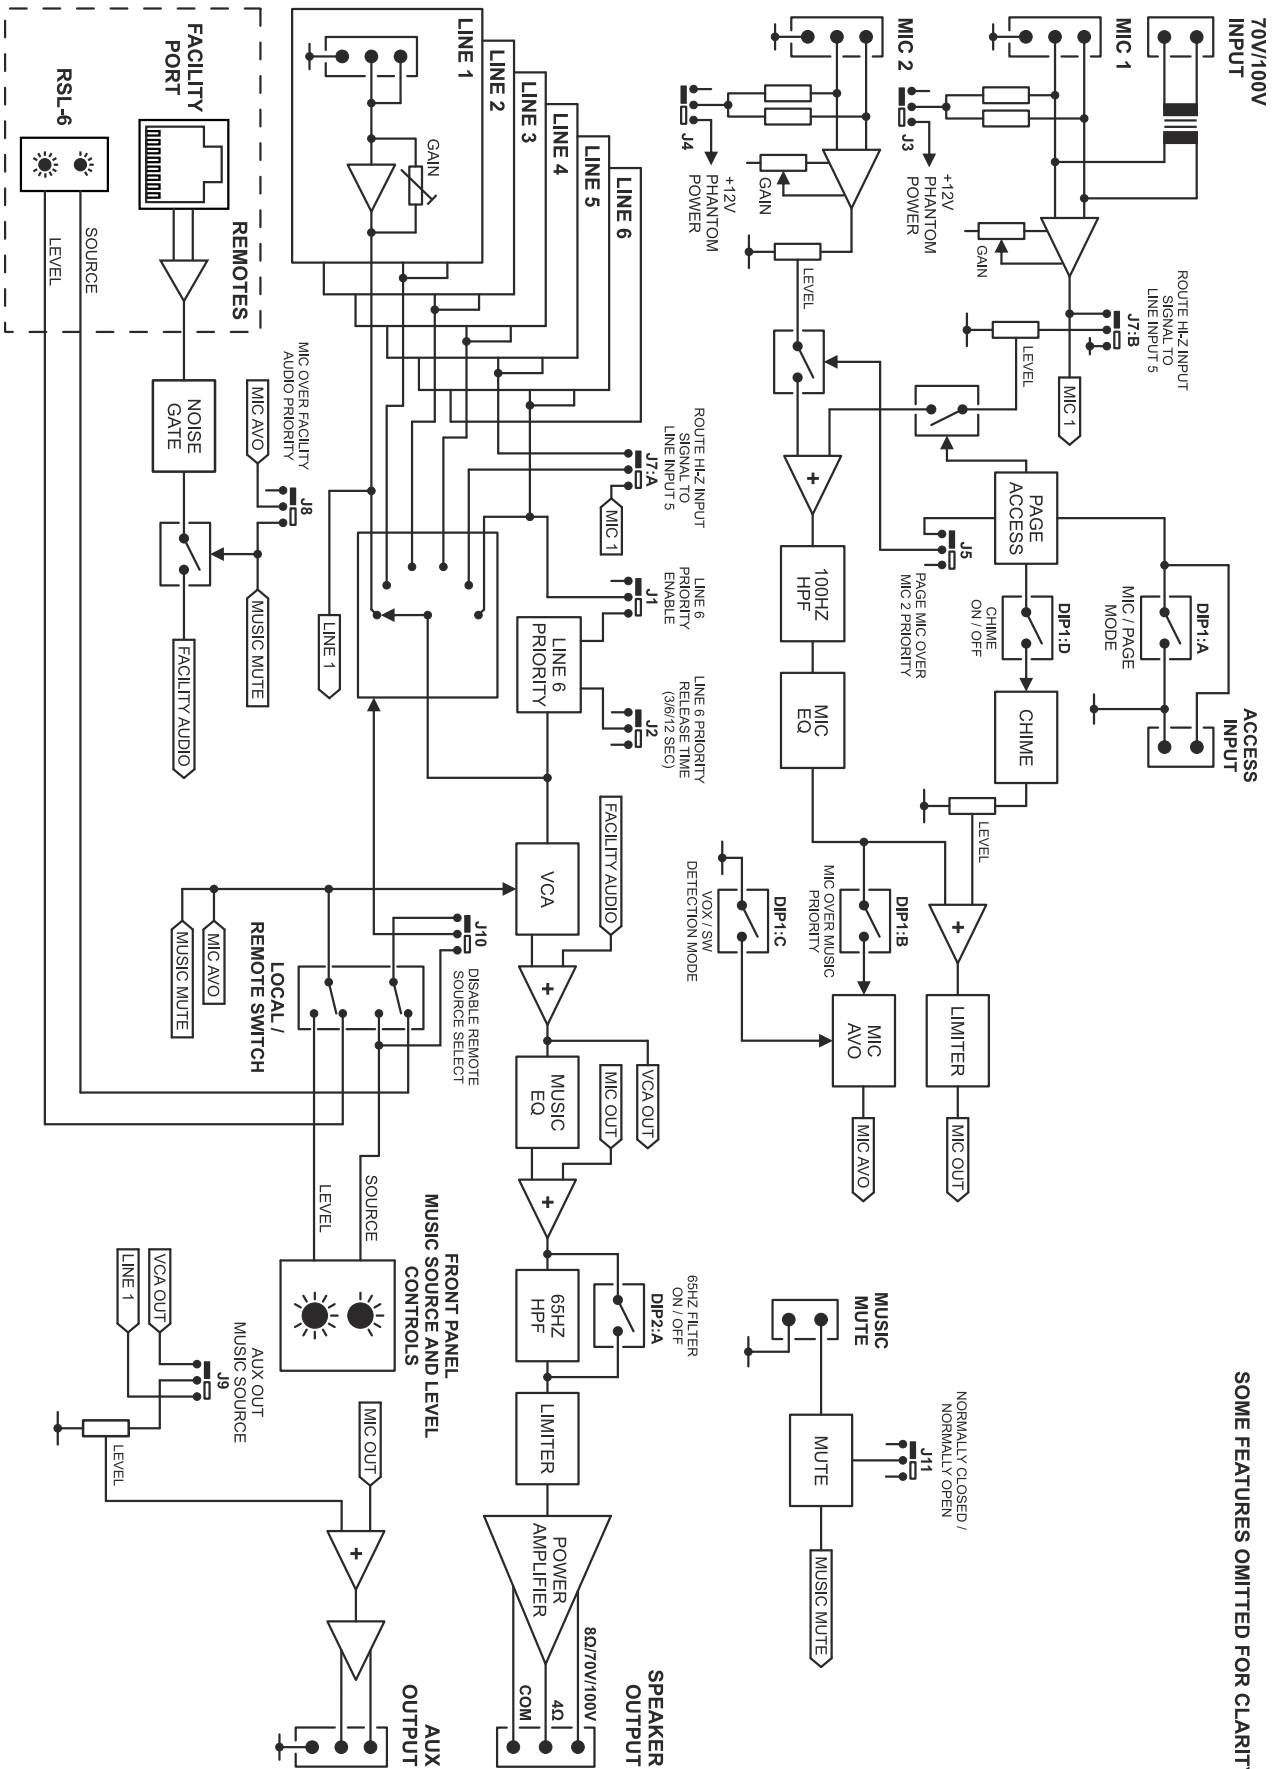 SOME FEATURES OMITTED FOR CLARIT
70V/100V
INPUT
MIC 1
J3
+12V
PHANTOM
POWER
GAIN
ROUTE HI-Z INPUT
SIGNAL TO
LINE INPUT 5
J7:B
LEVEL
MIC 1
PAGE
ACCESS
DIP1:A
MIC / PAGE
MODE
ACCESS
INPUT
DIP1:D
CHIME
ON / OFF
CHIME
LEVEL
J5
PAGE MIC OVER
MIC 2 PRIORITY
+
LIMITER
MIC OUT
MIC 2
J4
+12V
PHANTOM
POWER
GAIN
LEVEL
+
100HZ
HPF
MIC
EQ
DIP1:B
MIC OVER MUSIC
PRIORITY
DIP1:C
VOX / SW
DETECTION MODE
MIC
AVO
MIC AVO
MUSIC
MUTE
MUTE
J11
NORMALLY CLOSED /
NORMALLY OPEN
MUSIC MUTE
LINE 1
LINE 2
LINE 3
LINE 4
LINE 5
LINE 6
GAIN
ROUTE HI-Z INPUT
SIGNAL TO
LINE INPUT 5
J7:A
MIC 1
LINE 1
J1
LINE 6
PRIORITY
ENABLE
LINE 6
PRIORITY
J2
LINE 6 PRIORITY
RELEASE TIME
(3/6/12 SEC)
FACILITY AUDIO
VCA
+
VCA OUT
MUSIC
EQ
MIC OUT
+
65HZ FILTER
ON / OFF
DIP2:A
65HZ
HPF
LIMITER
POWER
AMPLIFIER
8Ω/70V/100V
4Ω
COM
SPEAKER
OUTPUT
J10
DISABLE REMOTE
SOURCE SELECT
LOCAL /
REMOTE SWITCH
MIC AVO
MUSIC MUTE
SOURCE
LEVEL
FRONT PANEL
MUSIC SOURCE AND LEVEL
CONTROLS
VCA OUT
LINE 1
J9
AUX OUT
MUSIC SOURCE
LEVEL
MIC OUT
+
AUX
OUTPUT
FACILITY
PORT
RSL-6
REMOTES
SOURCE
LEVEL
NOISE
GATE
MIC OVER FACILITY
AUDIO PRIORITY
MIC AVO
J8
MUSIC MUTE
FACILITY AUDIO